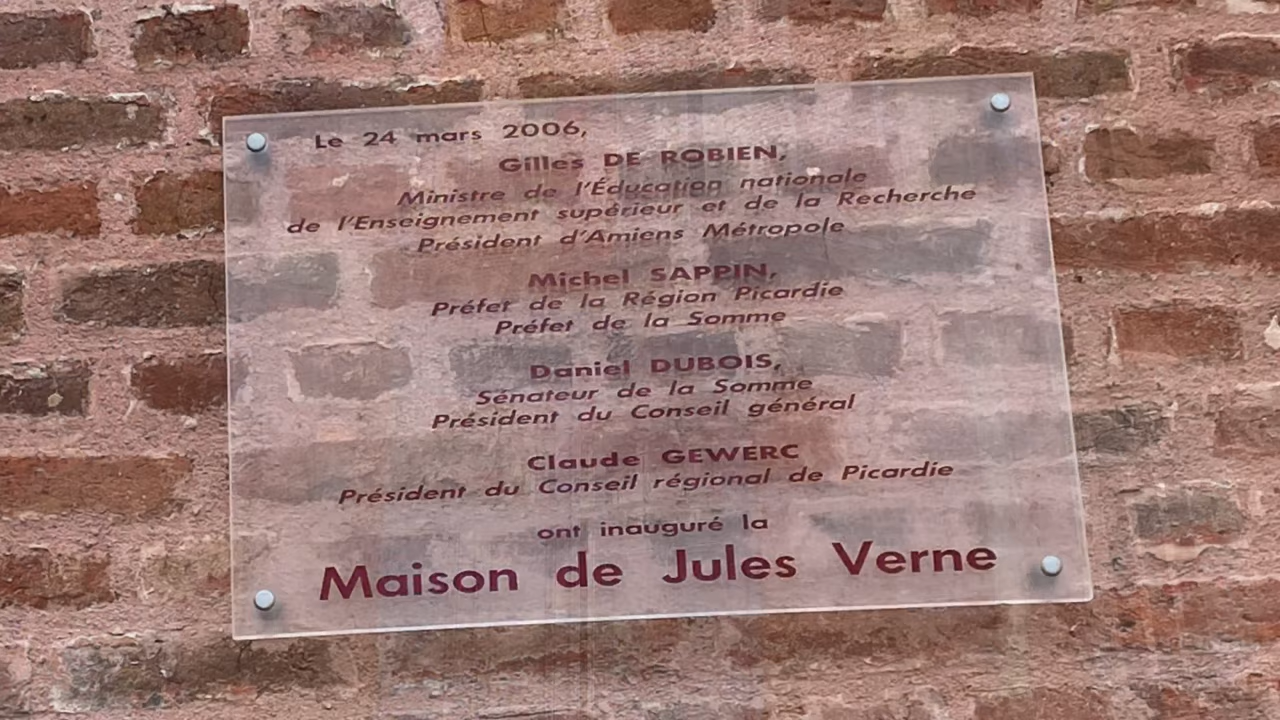 Le 24 mars 2006,
Gilles DE ROBIEN,
Ministre de l'Éducation nationale
de l'Enseignement supérieur et de la Recherche
Président d'Amiens Métropole
Michel SAPPIN,
Préfet de la Région Picardie
Préfet de la Somme
Daniel DUBOIS,
Sénateur de la Somme
Président du Conseil général
Claude GEWERC
Président du Conseil régional de Picardie
ont inauguré la
Maison de Jules Verne